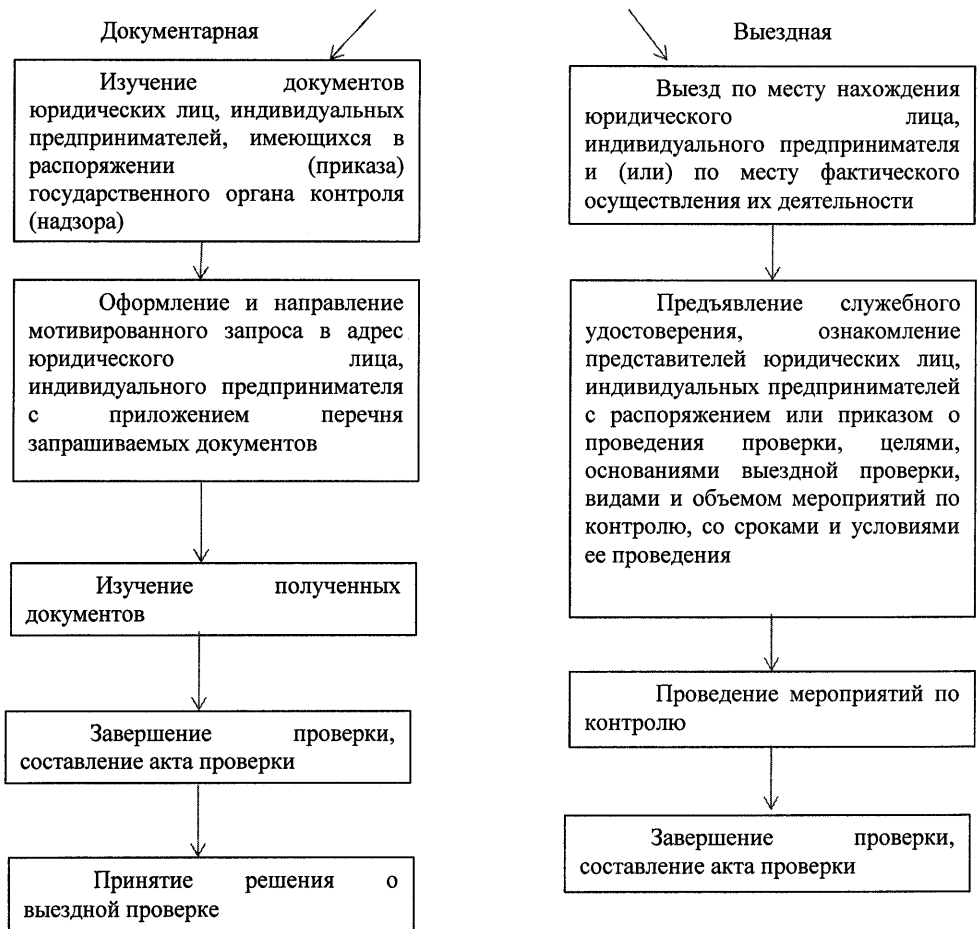 Документарная
Изучение документов
юридических лиц, индивидуальных
предпринимателей, имеющихся в
распоряжении (приказа)
государственного органа контроля
(надзора)
Оформление и направление
мотивированного запроса в адрес
юридического лица,
индивидуального предпринимателя
с приложением перечня
запрашиваемых документов
Изучение полученных
документов
Завершение проверки,
составление акта проверки
Принятие решения о
выездной проверке
Выездная
Выезд по месту нахождения
юридического лица,
индивидуального предпринимателя
и (или) по месту фактического
осуществления их деятельности
Предъявление служебного
удостоверения, ознакомление
представителей юридических лиц,
индивидуальных предпринимателей
с распоряжением или приказом о
проведения проверки, целями,
основаниями выездной проверки,
видами и объемом мероприятий по
контролю, со сроками и условиями
ее проведения
Проведение мероприятий по
контролю
Завершение проверки,
составление акта проверки